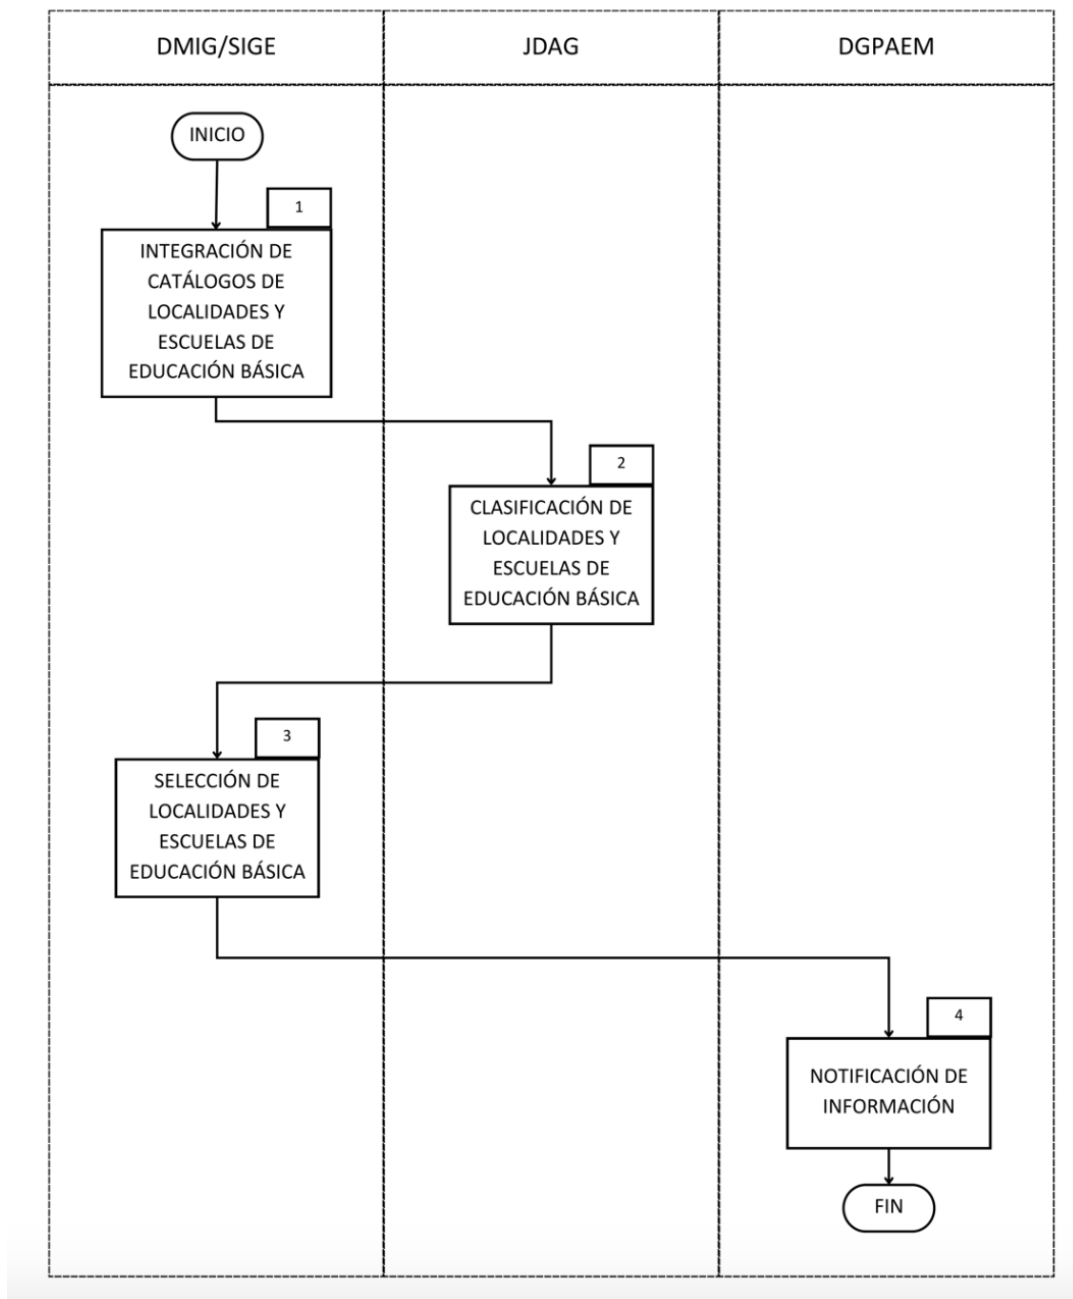 DMIG/SIGE
JDAG
DGPAEM
INICIO
1
INTEGRACIÓN DE
CATÁLOGOS DE
LOCALIDADES Y
ESCUELAS DE
EDUCACIÓN BÁSICA
2
CLASIFICACIÓN DE
LOCALIDADES Y
ESCUELAS DE
EDUCACIÓN BÁSICA
3
SELECCIÓN DE
LOCALIDADES Y
ESCUELAS DE
EDUCACIÓN BÁSICA
4
NOTIFICACIÓN DE
INFORMACIÓN
FIN